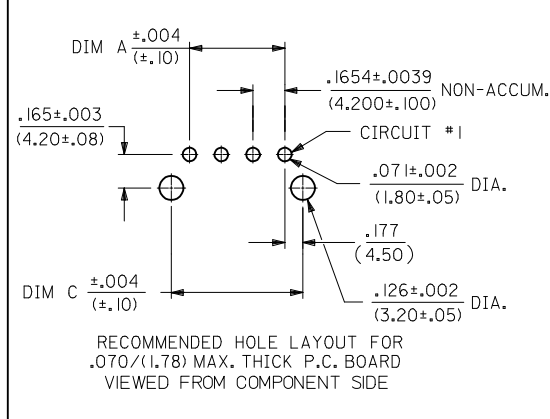 DIM A ±.004
(±.10)
.1654±.0039 NON-ACCUM.
(4.200±.100)
.165±.003
(4.20±.08)
CIRCUIT #1
.071±.002 DIA.
(1.80±.05)
.177
(4.50)
DIM C ±.004
(±.10)
.126±.002 DIA.
(3.20±.05)
RECOMMENDED HOLE LAYOUT FOR
.070/(1.78) MAX. THICK P.C. BOARD
VIEWED FROM COMPONENT SIDE